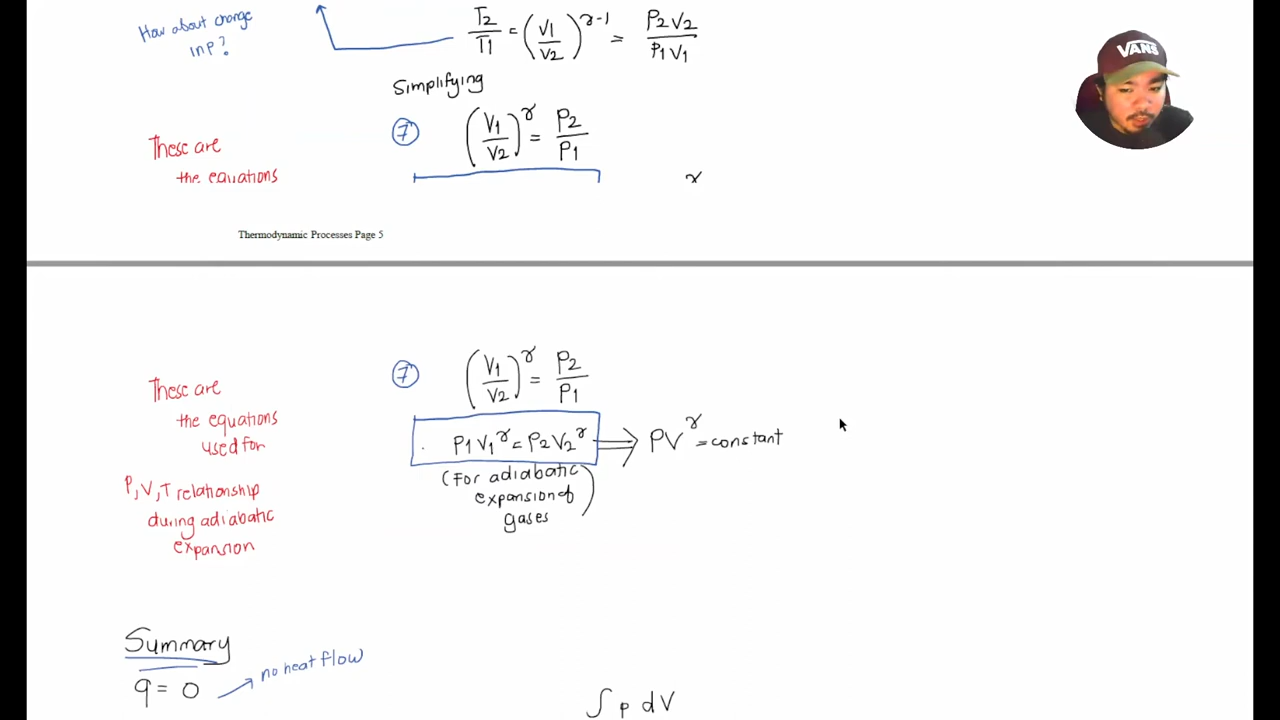 How about change
in P?
T2/T1 = (V1/V2)^γ-1 = P2V2/P1V1
VANS
Simplifying
⑦ (V1/V2)^γ = P2/P1
These are
the equations
γ
Thermodynamic Processes Page 5
⑦ (V1/V2)^γ = P2/P1
These are
the equations
used for
P,V,T relationship
during adiabatic
expansion
P1V1^γ = P2V2^γ ⇒ PV^γ = constant
(For adiabatic
expansion of
gases)
Summary
q = 0 → no heat flow
∫ p dV